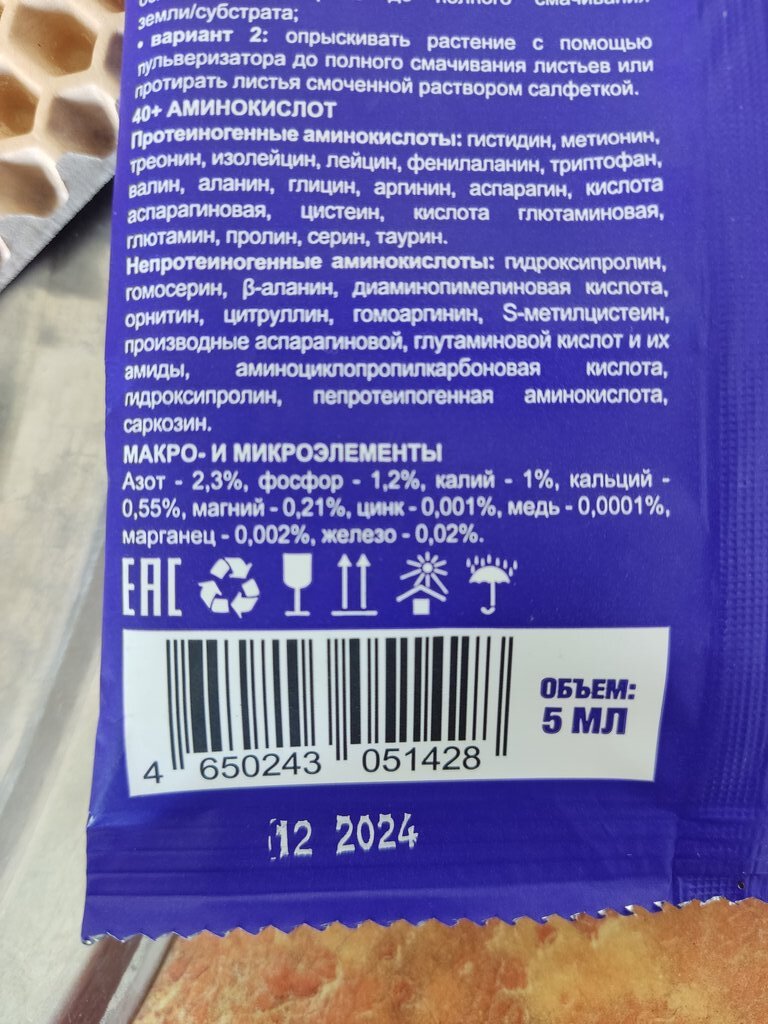 земли/субстрата;
• вариант 2: опрыскивать растение с помощью
пульверизатора до полного смачивания листьев или
протирать листья смоченной раствором салфеткой.
40+ АМИНОКИСЛОТ
Протеиногенные аминокислоты: гистидин, метионин,
треонин, изолейцин, лейцин, фенилаланин, триптофан,
валин, аланин, глицин, аргинин, аспарагин, кислота
аспарагиновая, цистеин, кислота глютаминовая,
глютамин, пролин, серин, таурин.
Непротеиногенные аминокислоты: гидроксипролин,
гомосерин, β-аланин, диаминопимелиновая кислота,
орнитин, цитруллин, гомоаргинин, S-метилцистеин,
производные аспарагиновой, глутаминовой кислот и их
амиды, аминоциклопропилкарбоновая кислота,
гидроксипролин, пепротеипогенная аминокислота,
саркозин.
МАКРО- И МИКРОЭЛЕМЕНТЫ
Азот - 2,3%, фосфор - 1,2%, калий - 1%, кальций -
0,55%, магний - 0,21%, цинк - 0,001%, медь - 0,0001%,
марганец - 0,002%, железо - 0,02%.
EAC
ОБЪЕМ:
5 МЛ
4 650243 051428
12 2024